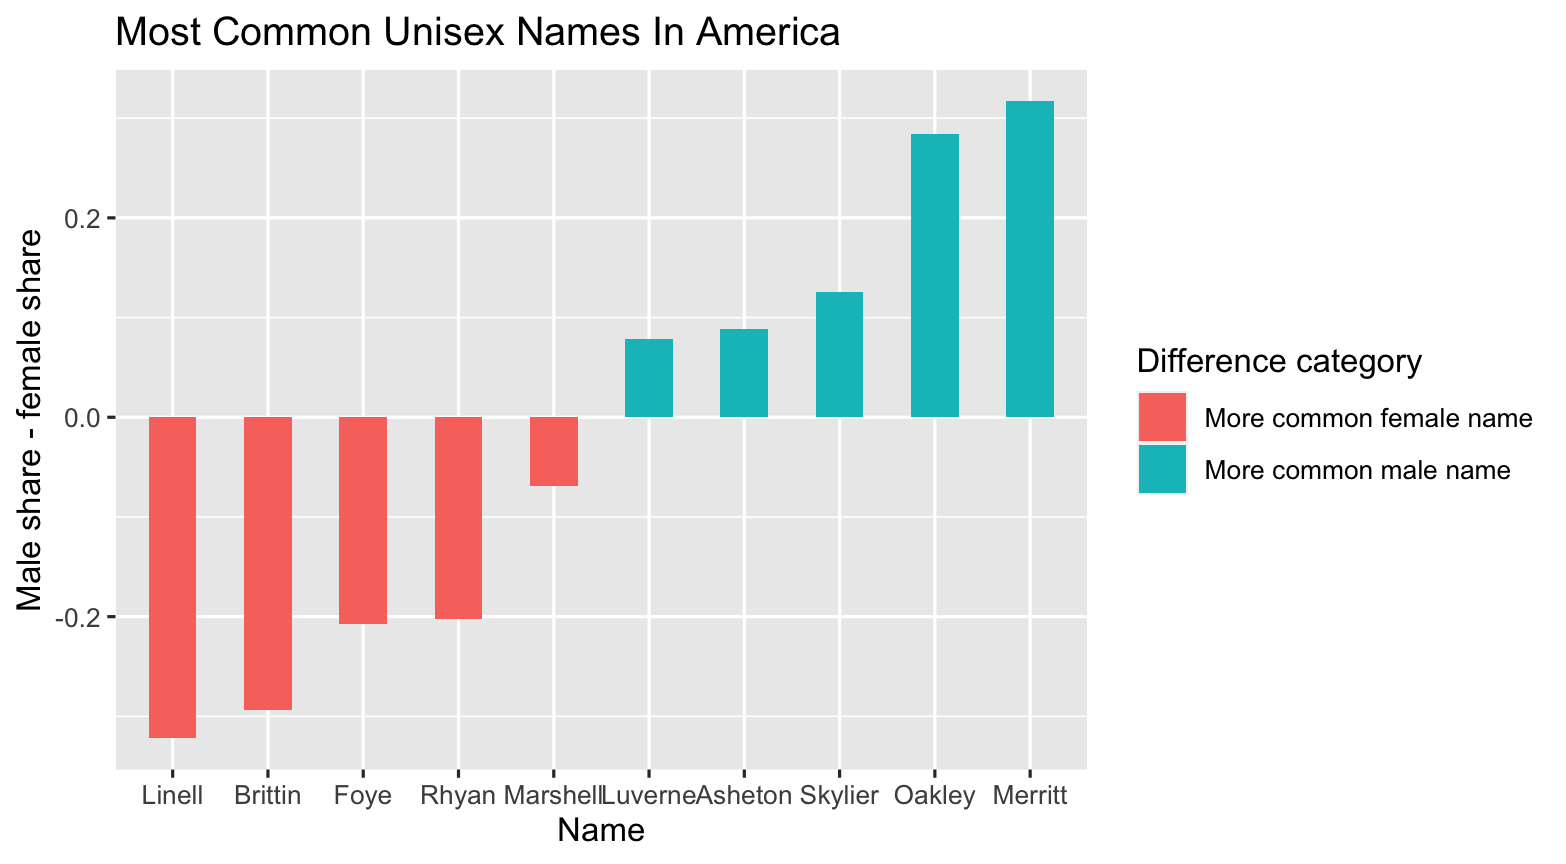 Most Common Unisex Names In America
Male share - female share
0.2
0.0
-0.2
Linell Brittin Foye Rhyan Marshell Luverne Asheton Skylier Oakley Merritt
Name
Difference category
More common female name
More common male name